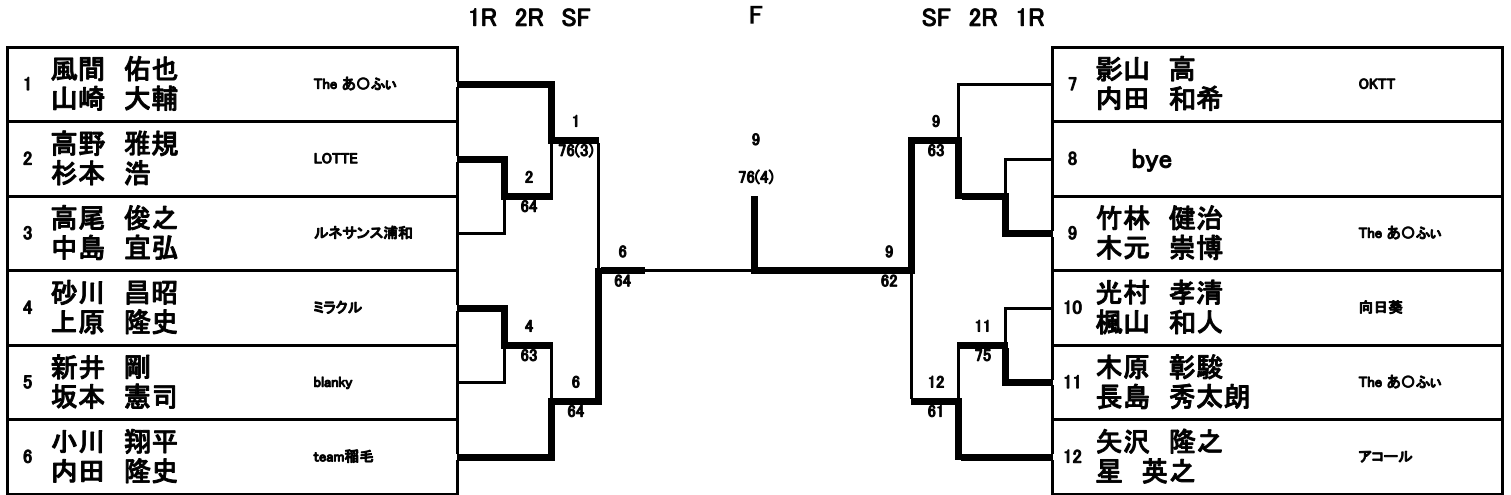 1R 2R SF F SF 2R 1R
1 風間 佑也 山崎 大輔 The あ〇ふぃ
2 高野 雅規 杉本 浩 LOTTE
3 高尾 俊之 中島 宜弘 ルネサンス浦和
4 砂川 昌昭 上原 隆史 ミラクル
5 新井 剛 坂本 憲司 blanky
6 小川 翔平 内田 隆史 team稲毛
2
64
4
63
1
76(3)
6
64
6
64
9
76(4)
9
62
9
63
12
61
11
75
7 影山 高 内田 和希 OKTT
8 bye
9 竹林 健治 木元 崇博 The あ〇ふぃ
10 光村 孝清 楓山 和人 向日葵
11 木原 彰駿 長島 秀太朗 The あ〇ふぃ
12 矢沢 隆之 星 英之 アコール